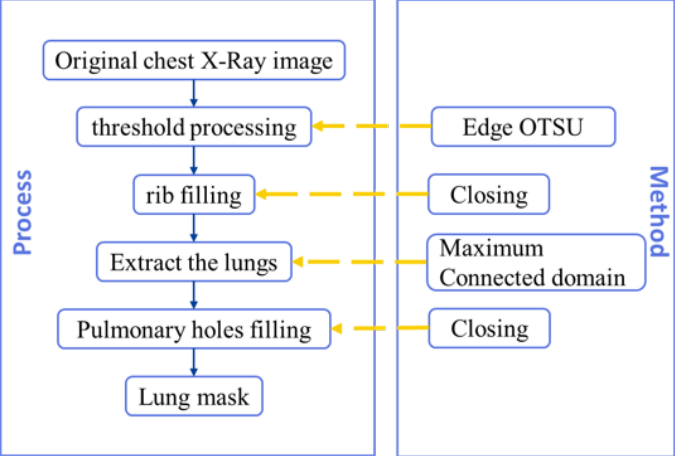 Original chest X-Ray image
threshold processing
Edge OTSU
rib filling
Closing
Process
Method
Extract the lungs
Maximum
Connected domain
Pulmonary holes filling
Closing
Lung mask